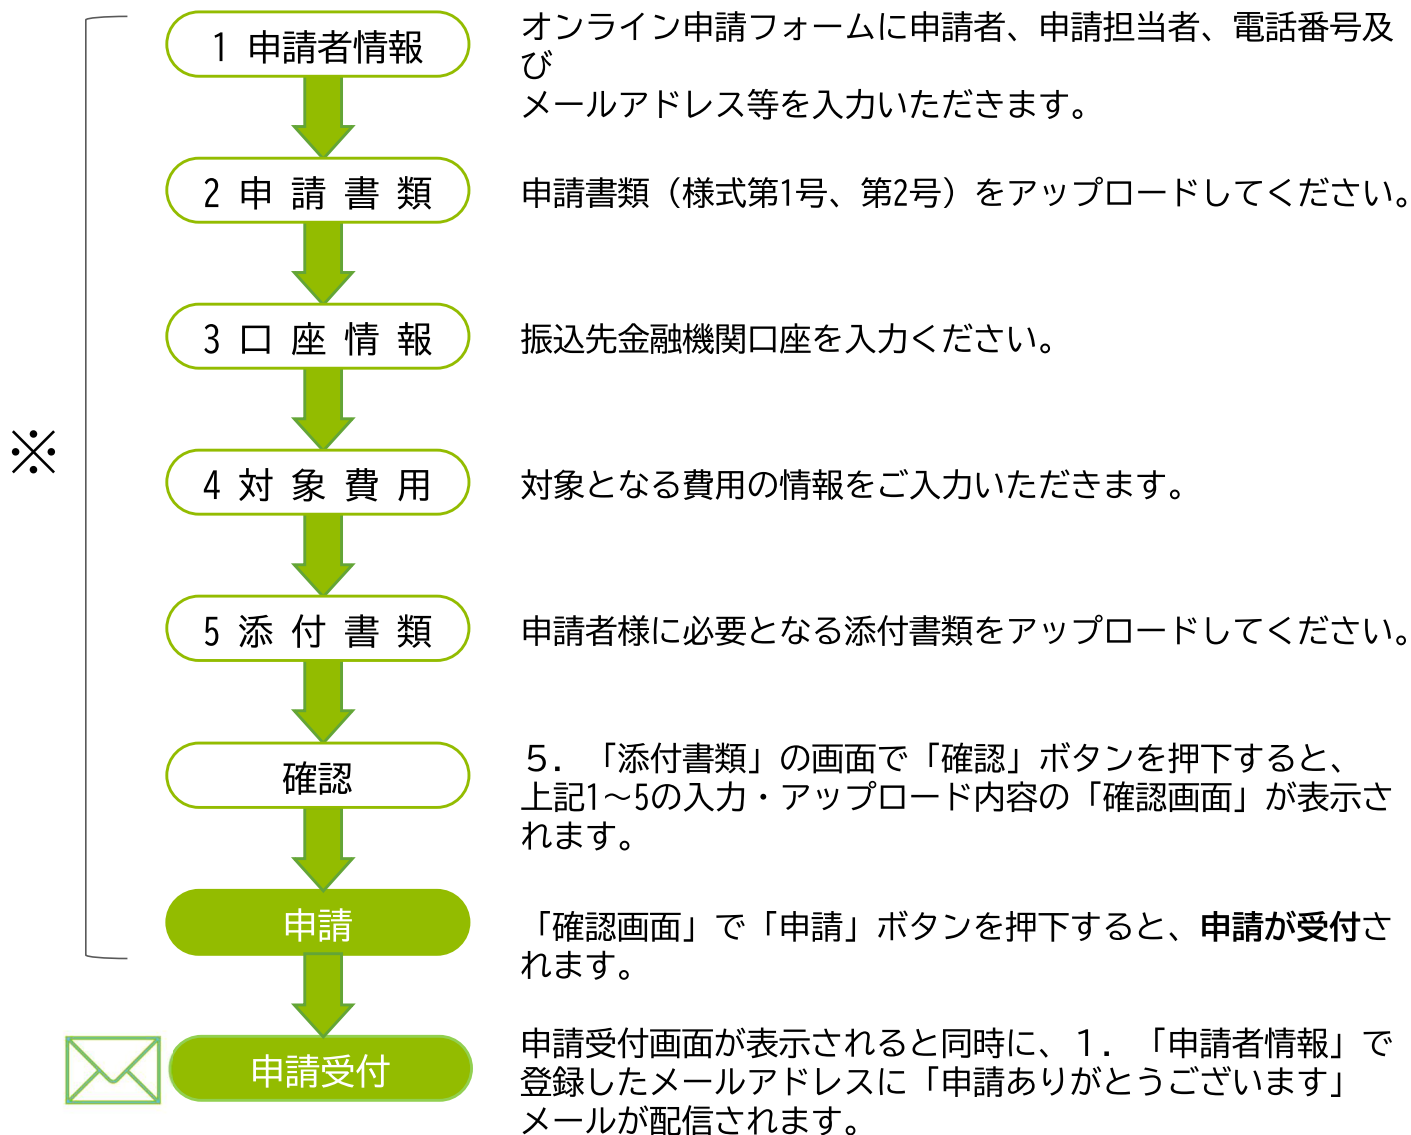 1 申請者情報
オンライン申請フォームに申請者、申請担当者、電話番号及
び
メールアドレス等を入力いただきます。
2 申 請 書 類
申請書類（様式第1号、第2号）をアップロードしてください。
3 口 座 情 報
振込先金融機関口座を入力ください。
※
4 対 象 費 用
対象となる費用の情報をご入力いただきます。
5 添 付 書 類
申請者様に必要となる添付書類をアップロードしてください。
確認
５．「添付書類」の画面で「確認」ボタンを押下すると、
上記1～5の入力・アップロード内容の「確認画面」が表示さ
れます。
申請
「確認画面」で「申請」ボタンを押下すると、申請が受付さ
れます。
申請受付
申請受付画面が表示されると同時に、１．「申請者情報」で
登録したメールアドレスに「申請ありがとうございます」
メールが配信されます。